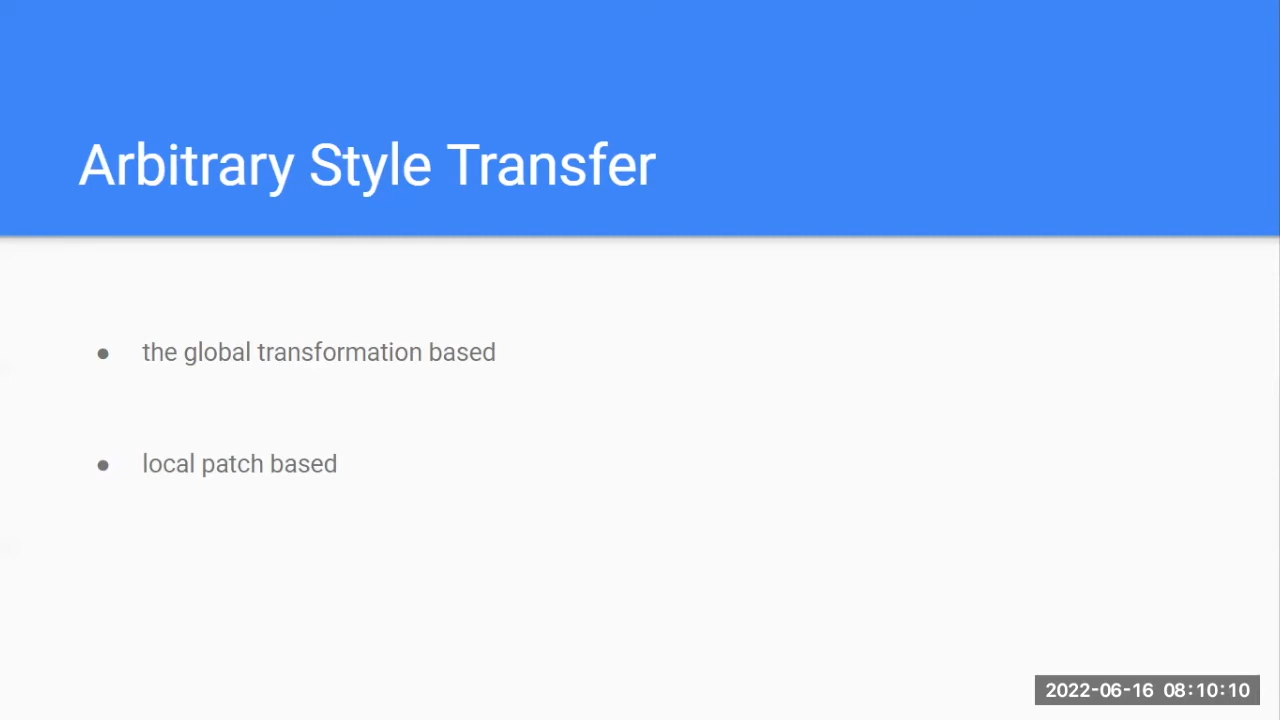 Arbitrary Style Transfer
● the global transformation based
● local patch based
2022-06-16 08:10:10